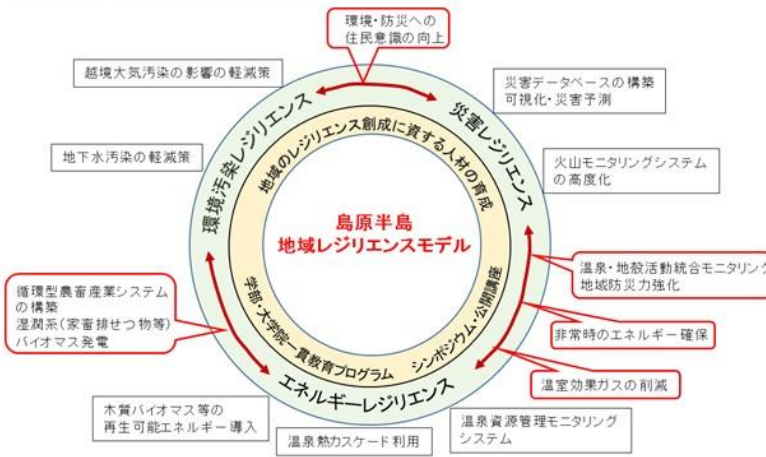 環境・防災への
住民意識の向上
越境大気汚染の影響の軽減策
災害データベースの構築
可視化・災害予測
環境汚染レジリエンス
災害レジリエンス
地域のレジリエンス創成に資する人材の育成
地下水汚染の軽減策
火山モニタリングシステム
の高度化
島原半島
地域レジリエンスモデル
温泉・地殻活動統合モニタリング
地域防災力強化
循環型農畜産業システム
の構築
湿潤系(家畜排せつ物等)
バイオマス発電
学部・大学院一貫教育プログラム
シンポジウム・公開講座
非常時のエネルギー確保
温室効果ガスの削減
エネルギーレジリエンス
木質バイオマス等の
再生可能エネルギー導入
温泉熱カスケード利用
温泉資源管理モニタリング
システム